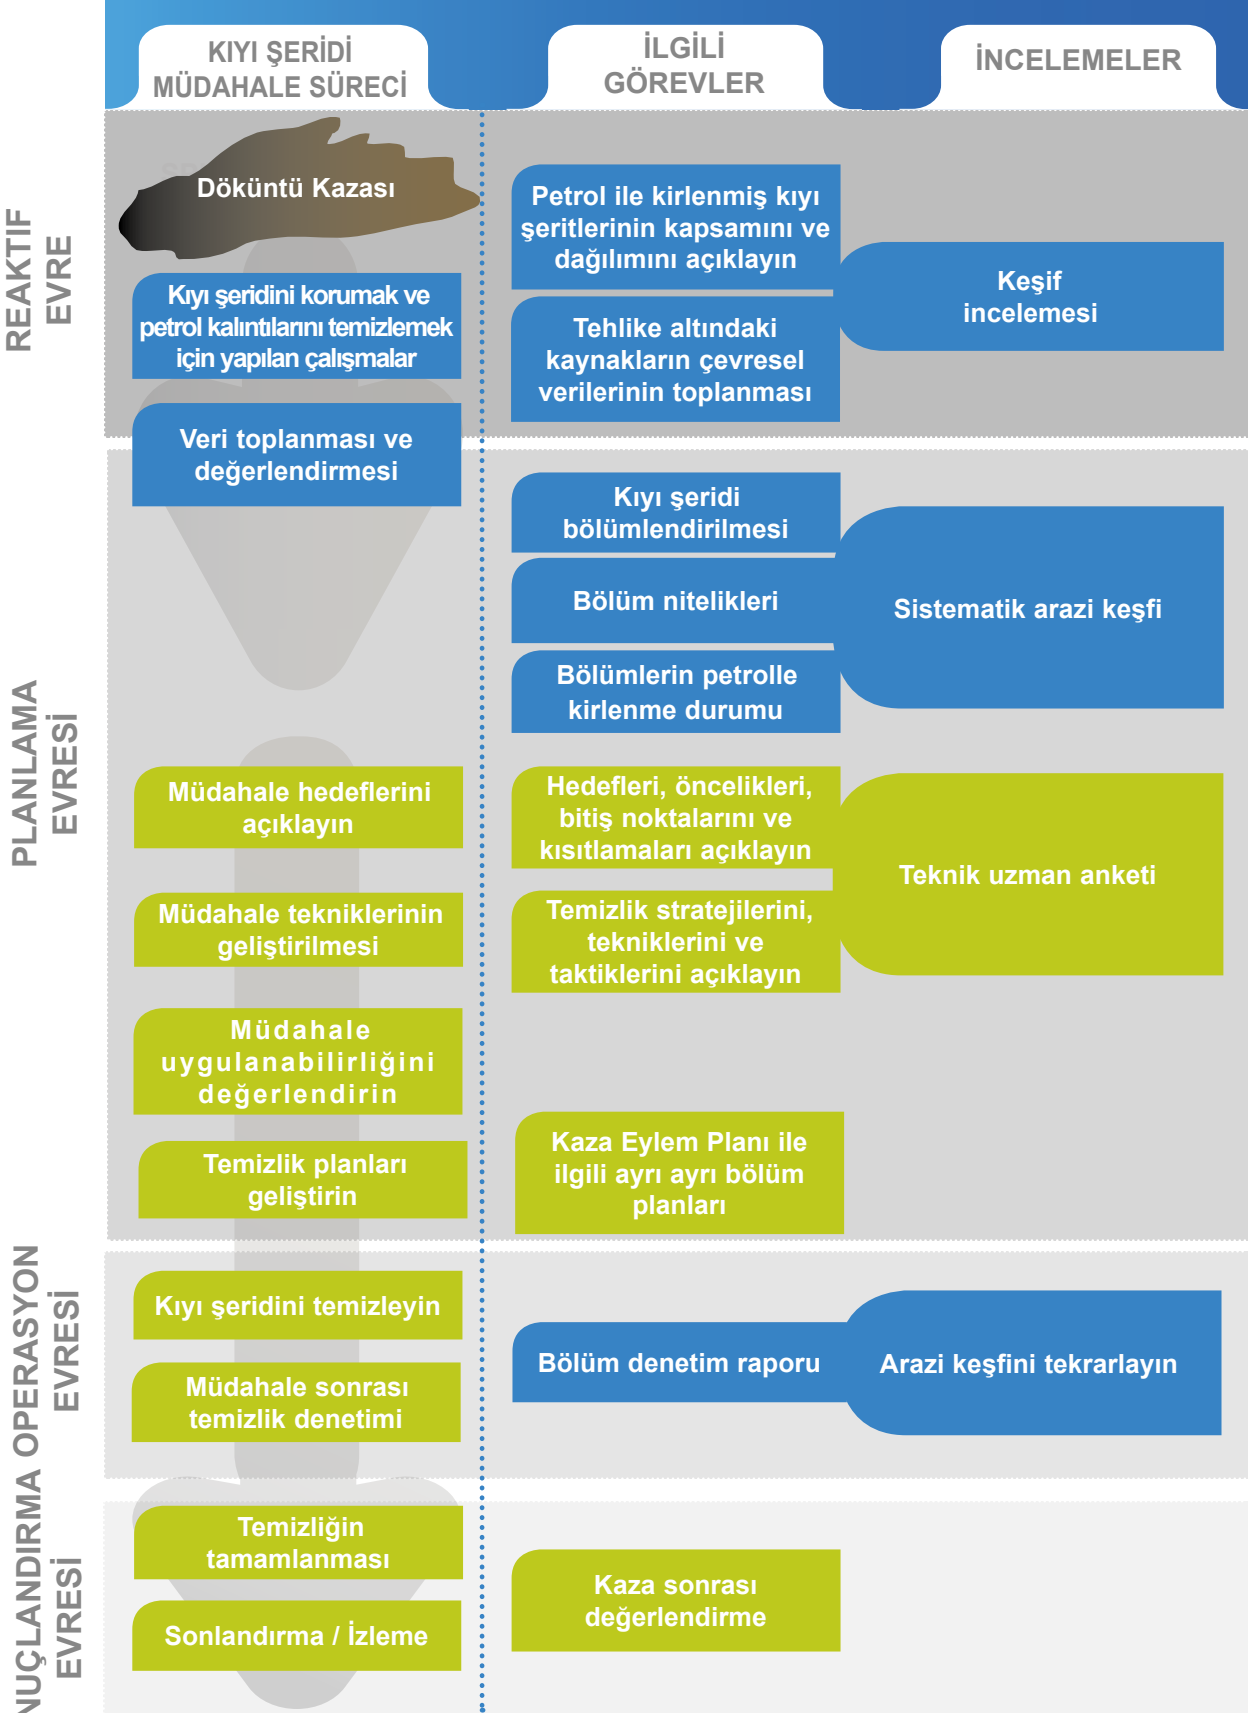 KIYI ŞERİDİ
MÜDAHALE SÜRECİ
İLGİLİ
GÖREVLER
İNCELEMELER
REAKTIF
EVRE
Döküntü Kazası
Kıyı şeridini korumak ve
petrol kalıntılarını temizlemek
için yapılan çalışmalar
Veri toplanması ve
değerlendirmesi
Petrol ile kirlenmiş kıyı
şeritlerinin kapsamını ve
dağılımını açıklayın
Tehlike altındaki
kaynakların çevresel
verilerinin toplanması
Keşif
incelemesi
PLANLAMA
EVRESİ
Kıyı şeridi
bölümlendirilmesi
Bölüm nitelikleri
Bölümlerin petrolle
kirlenme durumu
Sistematik arazi keşfi
Müdahale hedeflerini
açıklayın
Müdahale tekniklerinin
geliştirilmesi
Müdahale
uygulanabilirliğini
değerlendirin
Temizlik planları
geliştirin
Hedefleri, öncelikleri,
bitiş noktalarını ve
kısıtlamaları açıklayın
Temizlik stratejilerini,
tekniklerini ve
taktiklerini açıklayın
Kaza Eylem Planı ile
ilgili ayrı ayrı bölüm
planları
Teknik uzman anketi
OPERASYON
EVRESİ
Kıyı şeridini temizleyin
Müdahale sonrası
temizlik denetimi
Bölüm denetim raporu
Arazi keşfini tekrarlayın
NUÇLANDIRMA
EVRESİ
Temizliğin
tamamlanması
Sonlandırma / İzleme
Kaza sonrası
değerlendirme